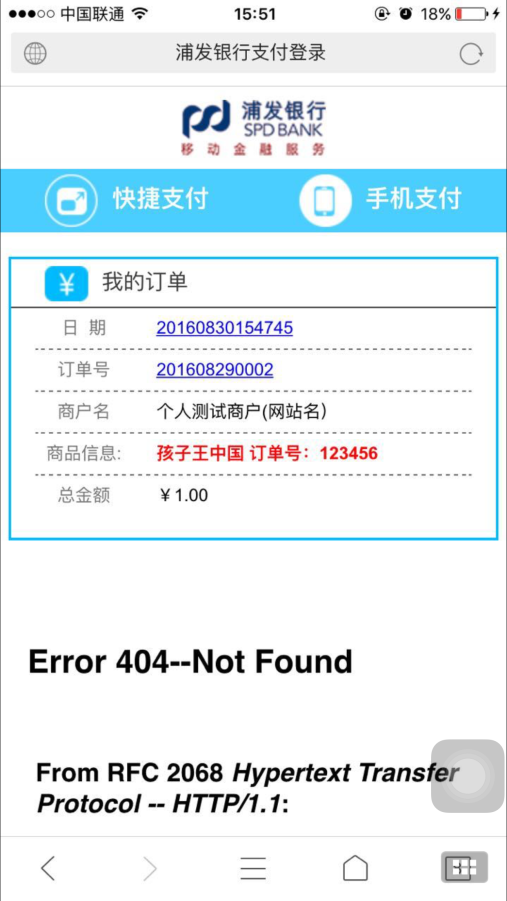 中国联通 15:51 18%
浦发银行支付登录
浦发银行
SPD BANK
移动金融服务
快捷支付 手机支付
¥ 我的订单
日 期 20160830154745
订单号 201608290002
商户名 个人测试商户(网站名)
商品信息: 孩子王中国 订单号：123456
总金额 ￥1.00
Error 404--Not Found
From RFC 2068 Hypertext Transfer
Protocol -- HTTP/1.1: